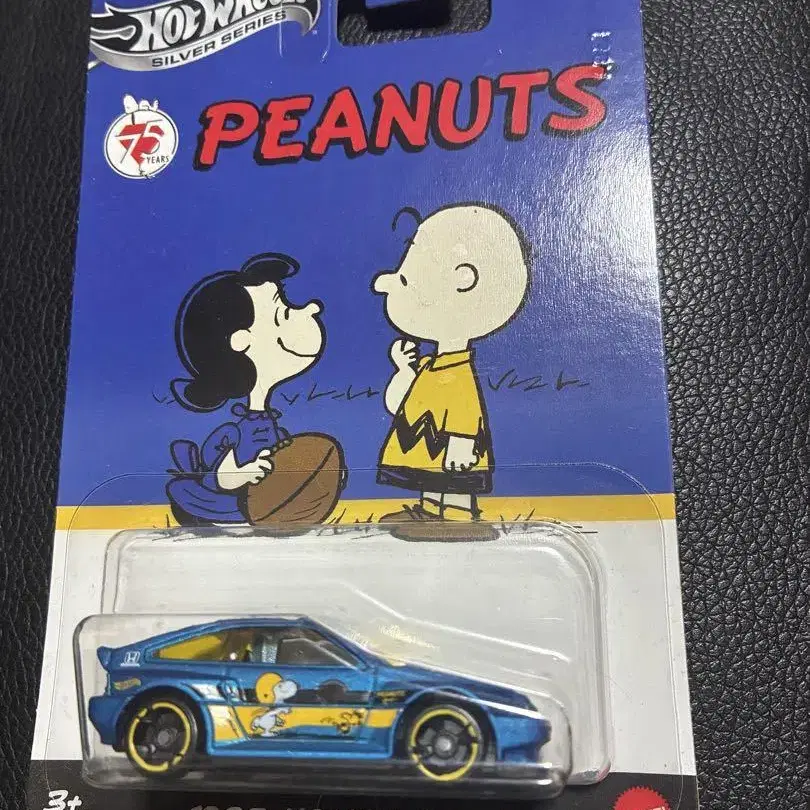 HOT WHEELS
SILVER SERIES
75
YEARS
PEANUTS
3+